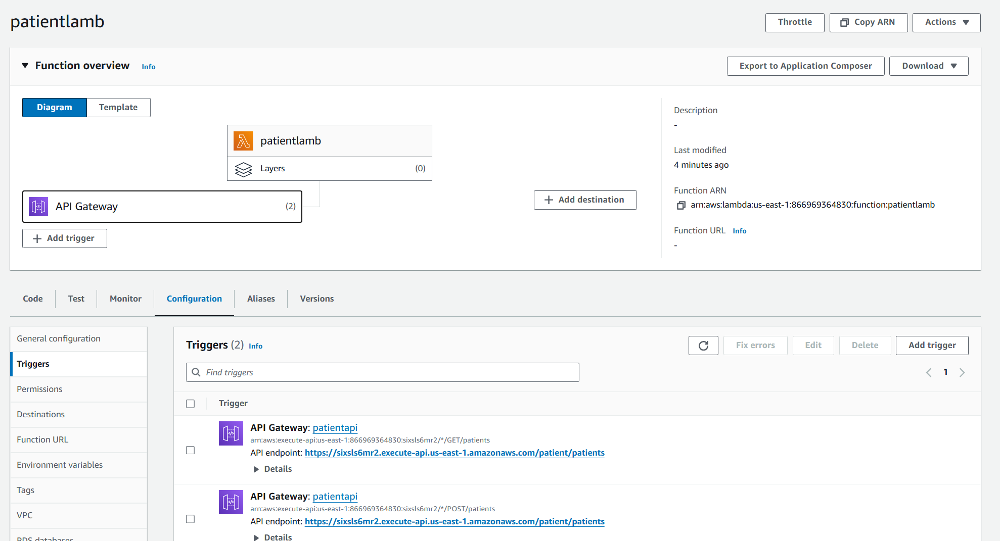 patientlamb
Throttle
Copy ARN
Actions
Function overview Info
Export to Application Composer
Download
Diagram
Template
patientlamb
Layers (0)
API Gateway (2)
Add trigger
Add destination
Description
-
Last modified
4 minutes ago
Function ARN
arn:aws:lambda:us-east-1:866969364830:function:patientlamb
Function URL Info
-
Code
Test
Monitor
Configuration
Aliases
Versions
General configuration
Triggers
Permissions
Destinations
Function URL
Environment variables
Tags
VPC
RDS databases
Triggers (2) Info
Fix errors
Edit
Delete
Add trigger
Find triggers
1
Trigger
API Gateway: patientapi
arn:aws:execute-api:us-east-1:866969364830:sixsls6mr2/*/GET/patients
API endpoint: https://sixsls6mr2.execute-api.us-east-1.amazonaws.com/patient/patients
Details
API Gateway: patientapi
arn:aws:execute-api:us-east-1:866969364830:sixsls6mr2/*/POST/patients
API endpoint: https://sixsls6mr2.execute-api.us-east-1.amazonaws.com/patient/patients
Details